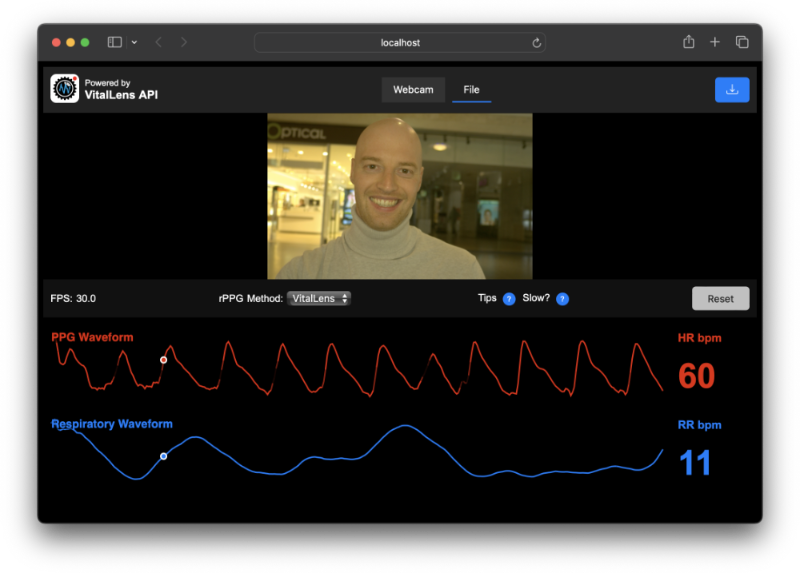 localhost
Powered by
VitalLens API
Webcam
File
OPTICAL
FPS: 30.0
rPPG Method: VitalLens
Tips ? Slow? ?
Reset
PPG Waveform
HR bpm
60
Respiratory Waveform
RR bpm
11